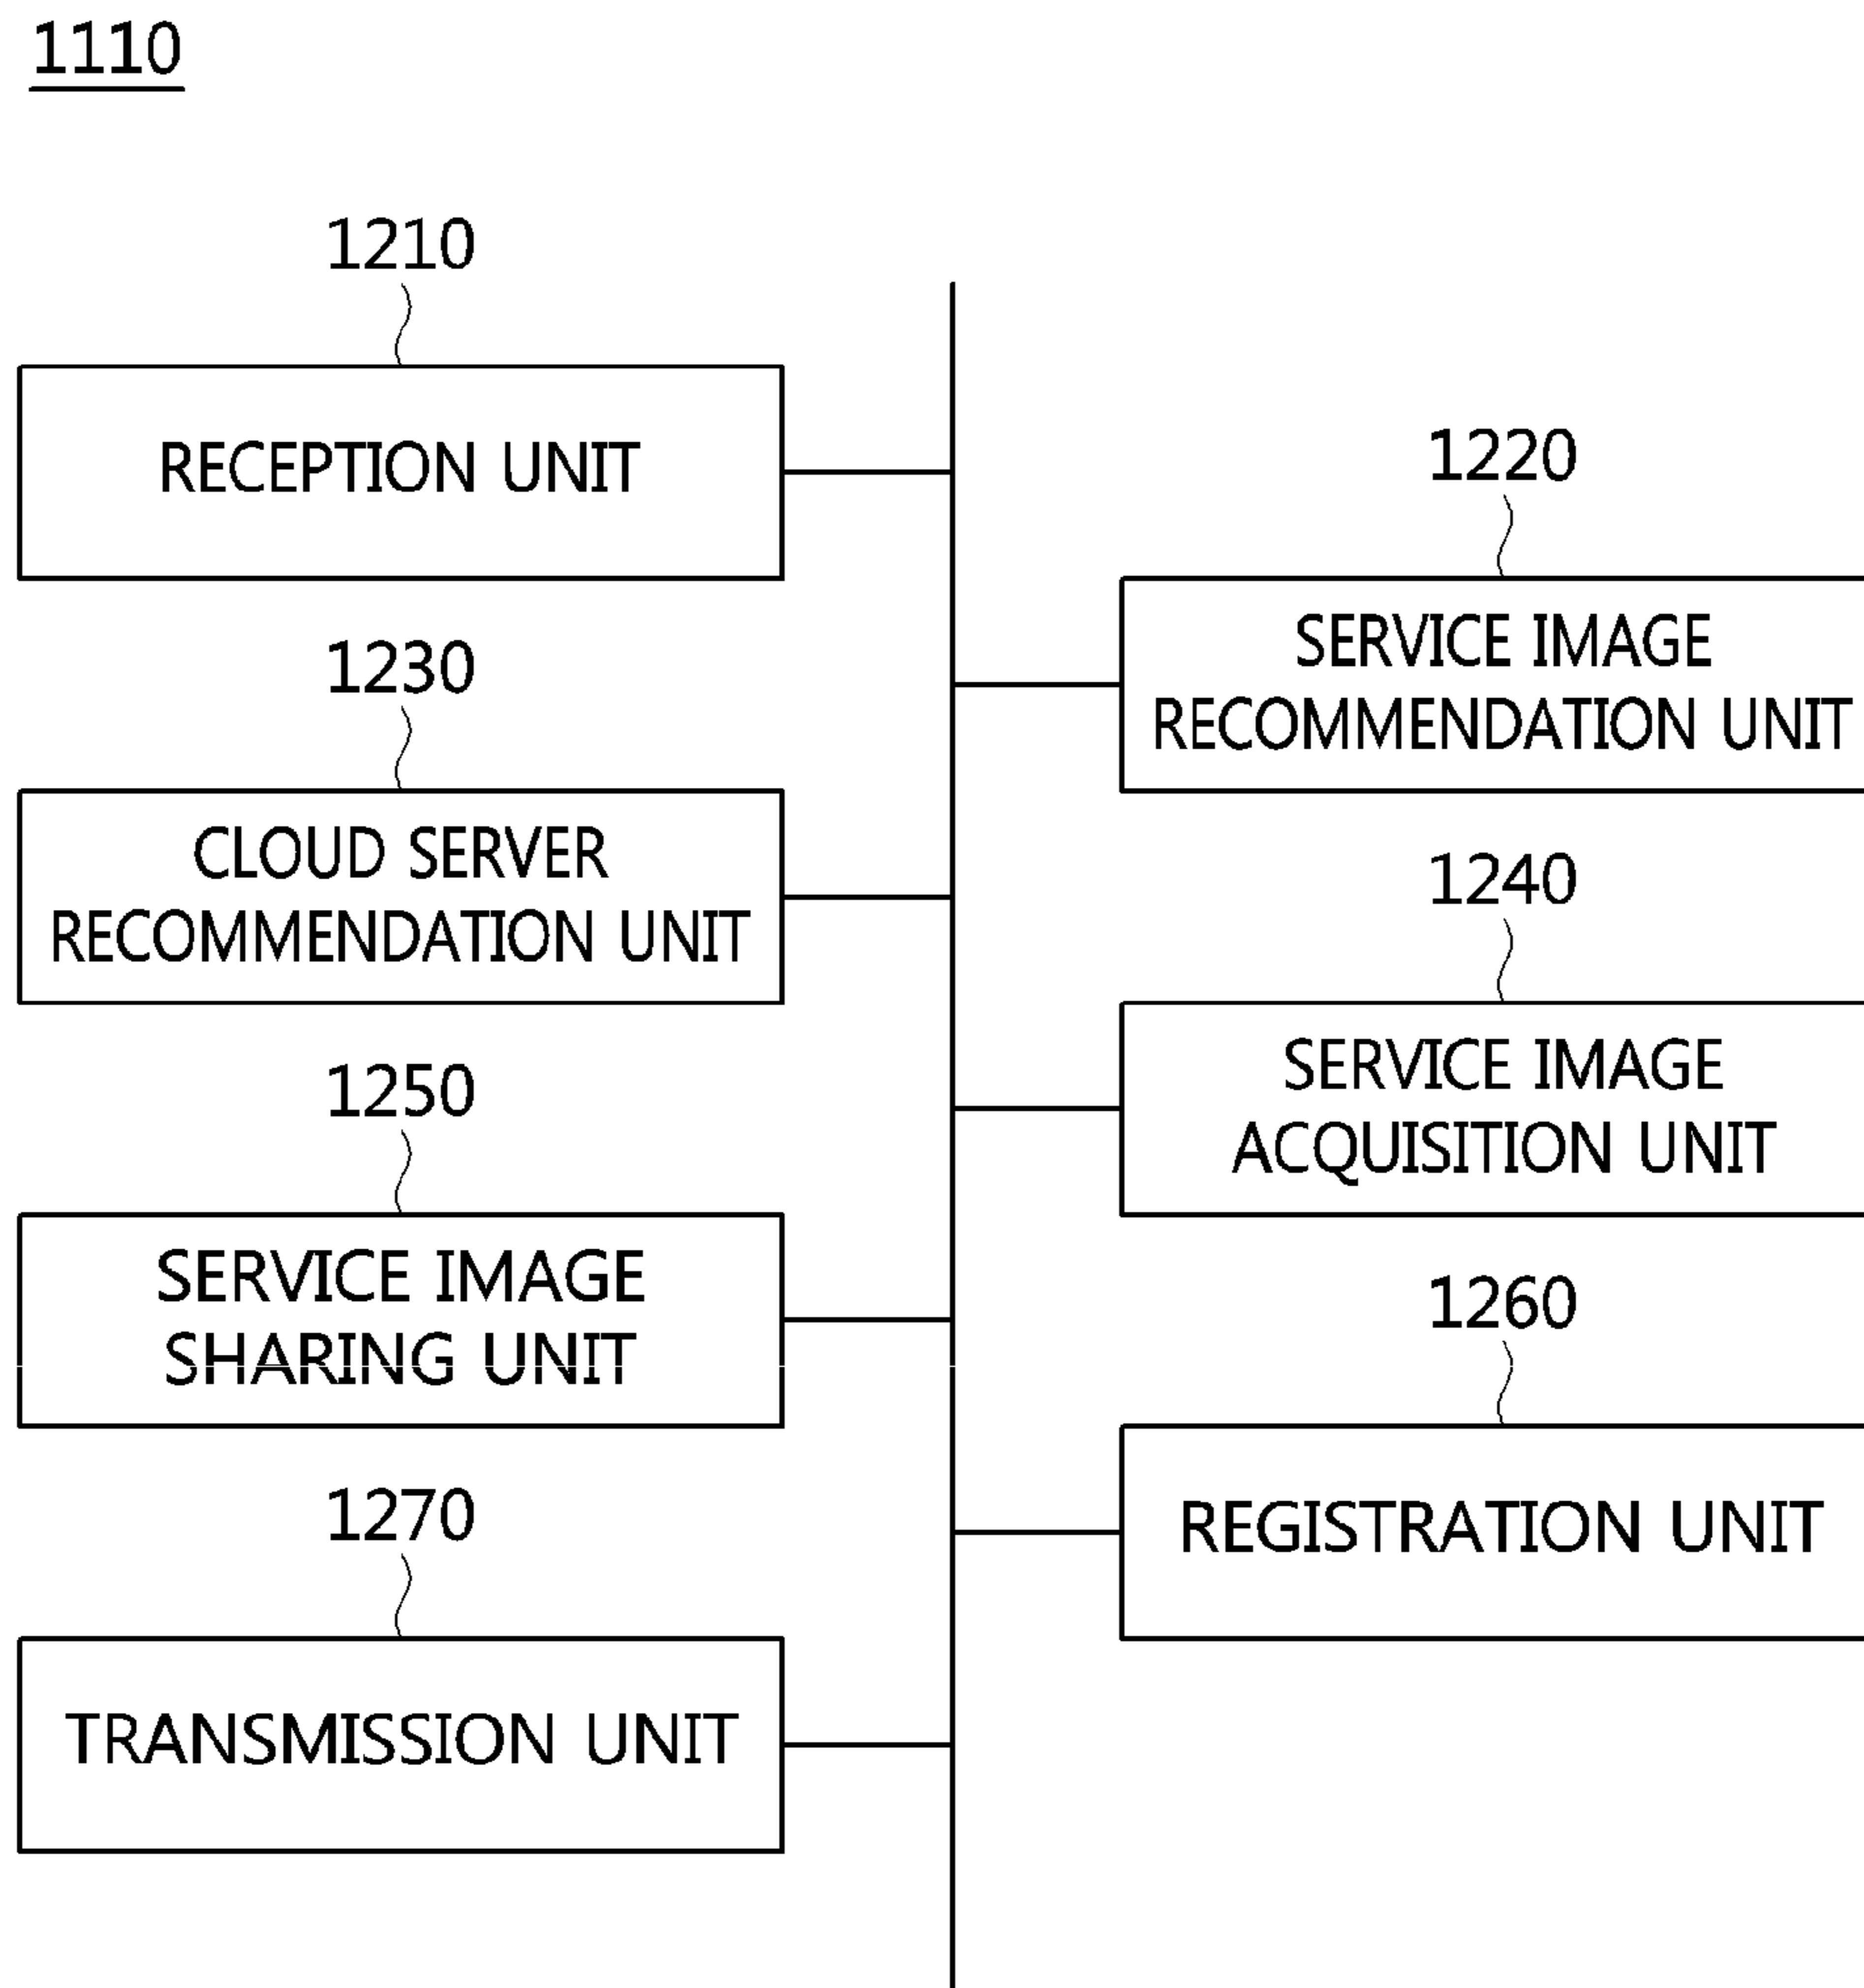 1110
1210
RECEPTION UNIT
1220
SERVICE IMAGE
RECOMMENDATION UNIT
1230
CLOUD SERVER
RECOMMENDATION UNIT
1240
SERVICE IMAGE
ACQUISITION UNIT
1250
SERVICE IMAGE
SHARING UNIT
1260
REGISTRATION UNIT
1270
TRANSMISSION UNIT